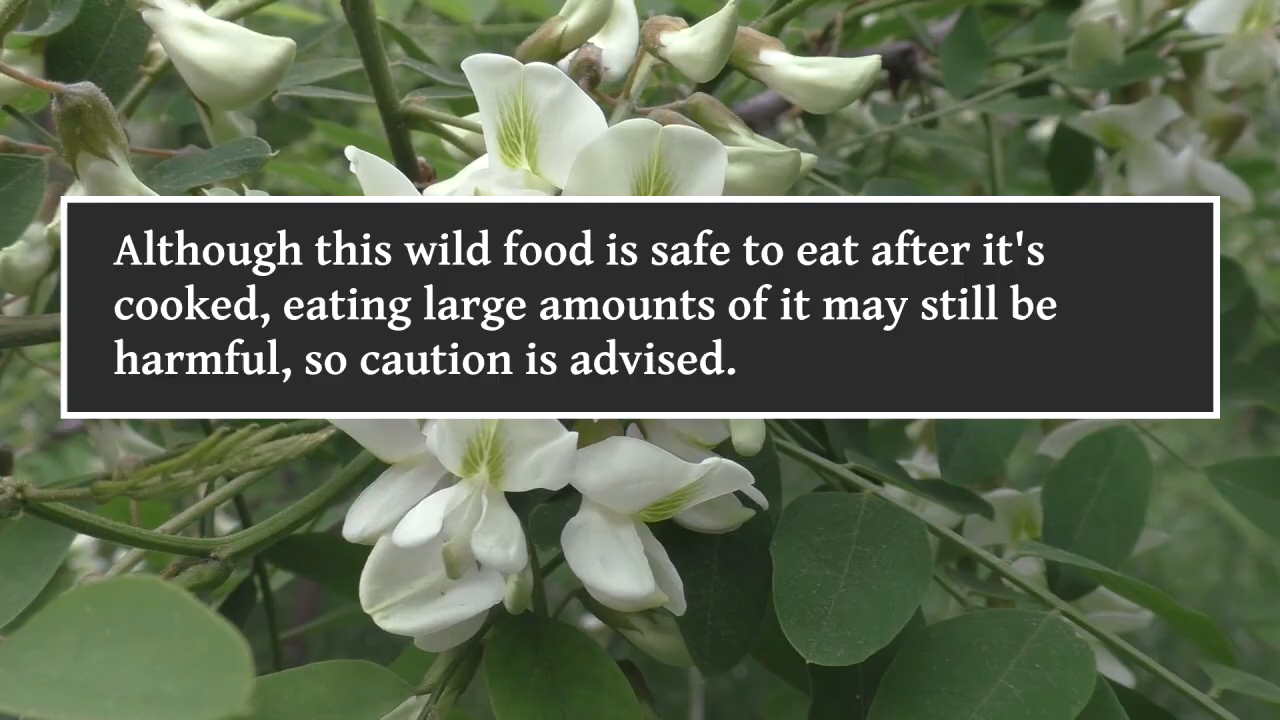 Although this wild food is safe to eat after it's
cooked, eating large amounts of it may still be
harmful, so caution is advised.